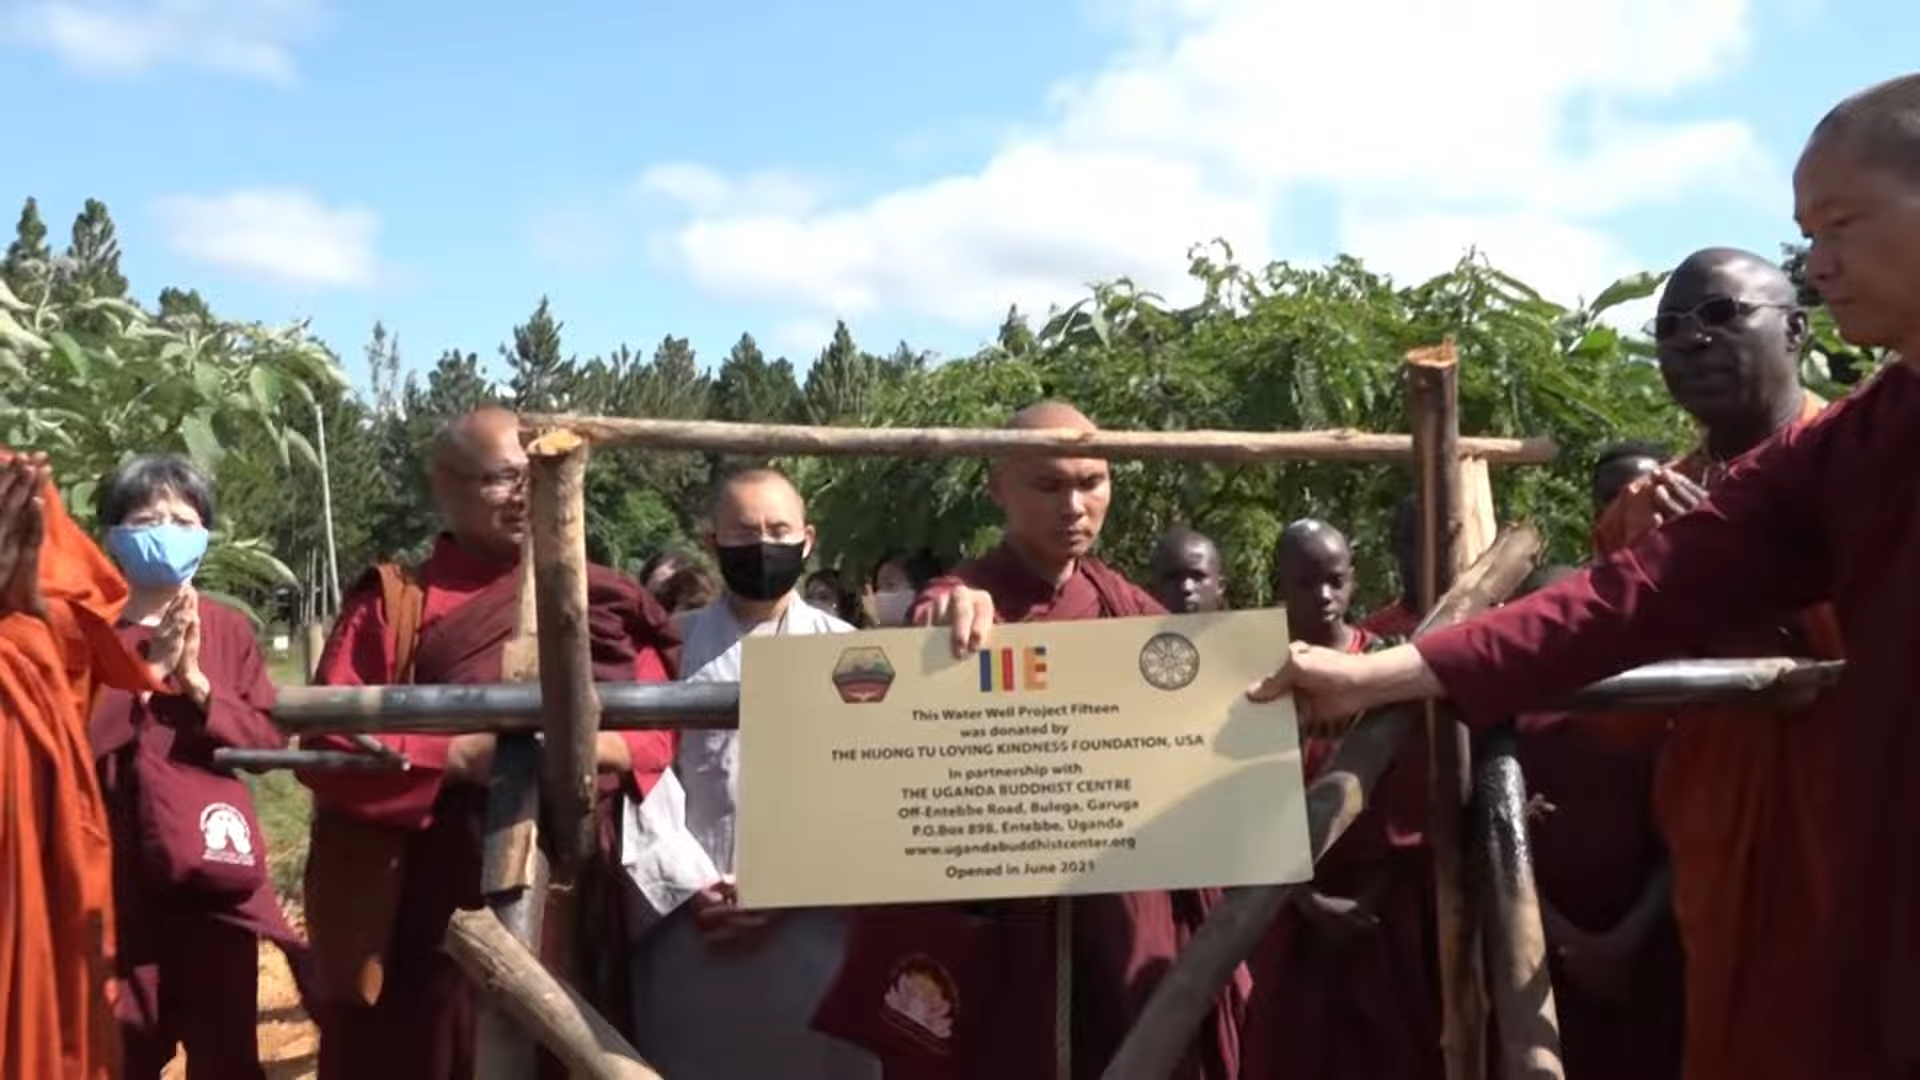 This Water Well Project Fifteen
was donated by
THE HUONG TU LOVING KINDNESS FOUNDATION, USA
In partnership with
THE UGANDA BUDDHIST CENTRE
Off-Entebbe Road, Bulega, Garuga
P.O.Box 898, Entebbe, Uganda
www.ugandabuddhistcenter.org
Opened in June 2021